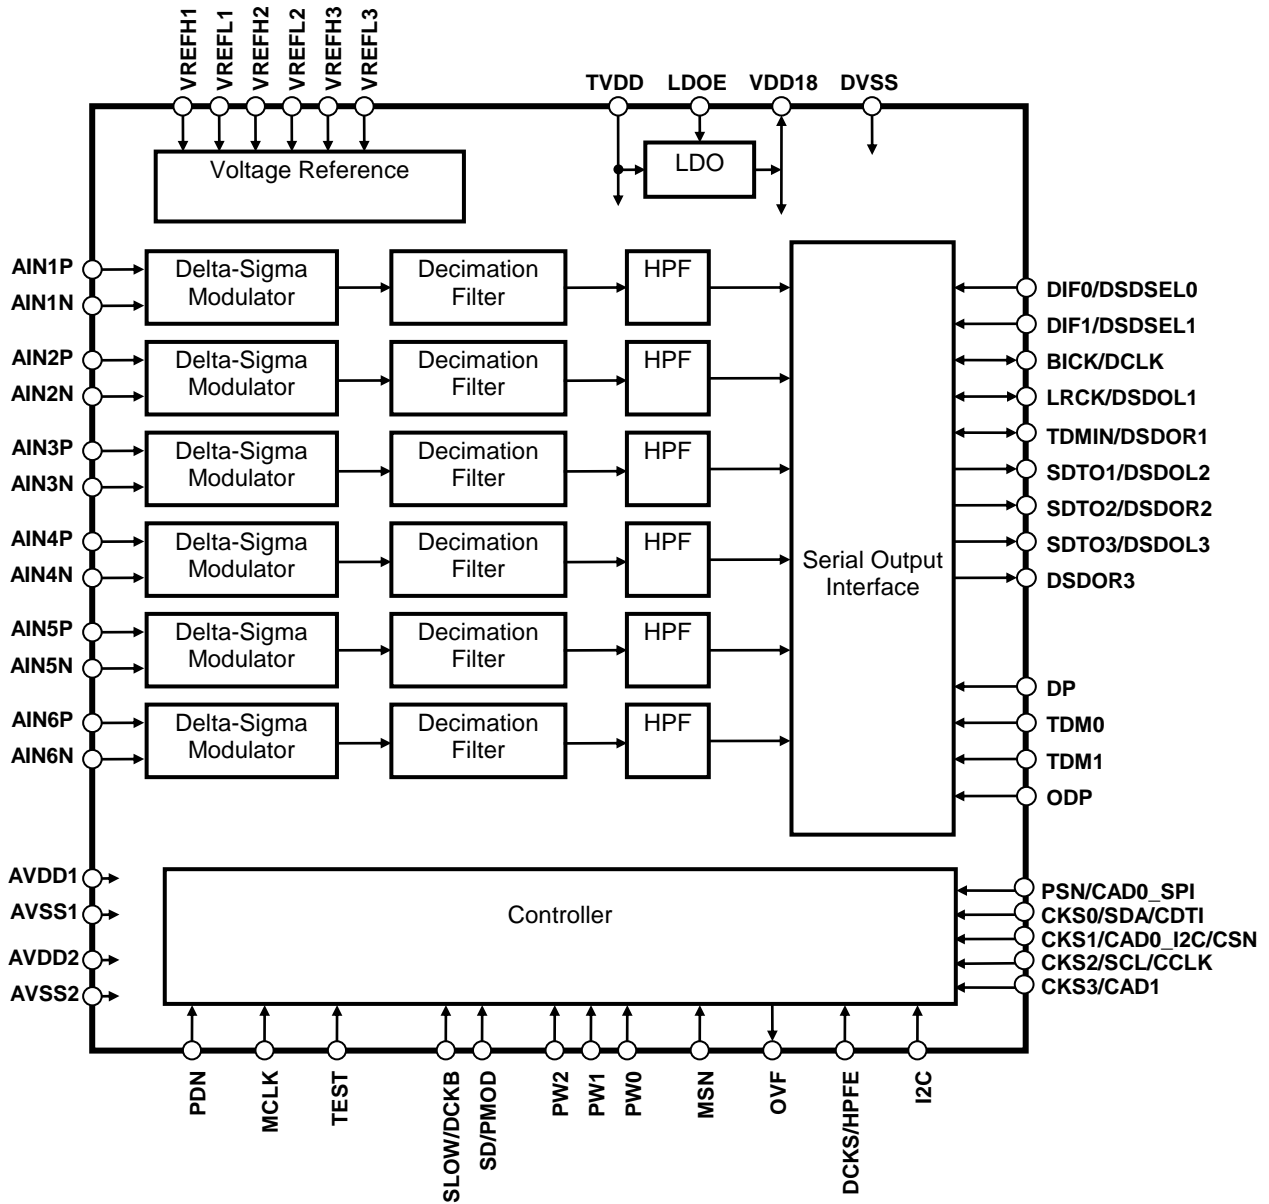 VREFH1
VREFL1
VREFH2
VREFL2
VREFH3
VREFL3
TVDD
LDOE
VDD18
DVSS
Voltage Reference
LDO
AIN1P
AIN1N
Delta-Sigma
Modulator
Decimation
Filter
HPF
AIN2P
AIN2N
Delta-Sigma
Modulator
Decimation
Filter
HPF
AIN3P
AIN3N
Delta-Sigma
Modulator
Decimation
Filter
HPF
AIN4P
AIN4N
Delta-Sigma
Modulator
Decimation
Filter
HPF
AIN5P
AIN5N
Delta-Sigma
Modulator
Decimation
Filter
HPF
AIN6P
AIN6N
Delta-Sigma
Modulator
Decimation
Filter
HPF
Serial Output
Interface
DIF0/DSDSEL0
DIF1/DSDSEL1
BICK/DCLK
LRCK/DSDOL1
TDMIN/DSDOR1
SDTO1/DSDOL2
SDTO2/DSDOR2
SDTO3/DSDOL3
DSDOR3
DP
TDM0
TDM1
ODP
AVDD1
AVSS1
AVDD2
AVSS2
Controller
PSN/CAD0_SPI
CKS0/SDA/CDTI
CKS1/CAD0_I2C/CSN
CKS2/SCL/CCLK
CKS3/CAD1
PDN
MCLK
TEST
SLOW/DCKB
SD/PMOD
PW2
PW1
PW0
MSN
OVF
DCKS/HPFE
I2C